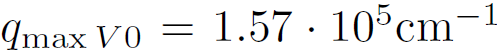 q_{max V0} = 1.57 · 10^5 cm^{-1}